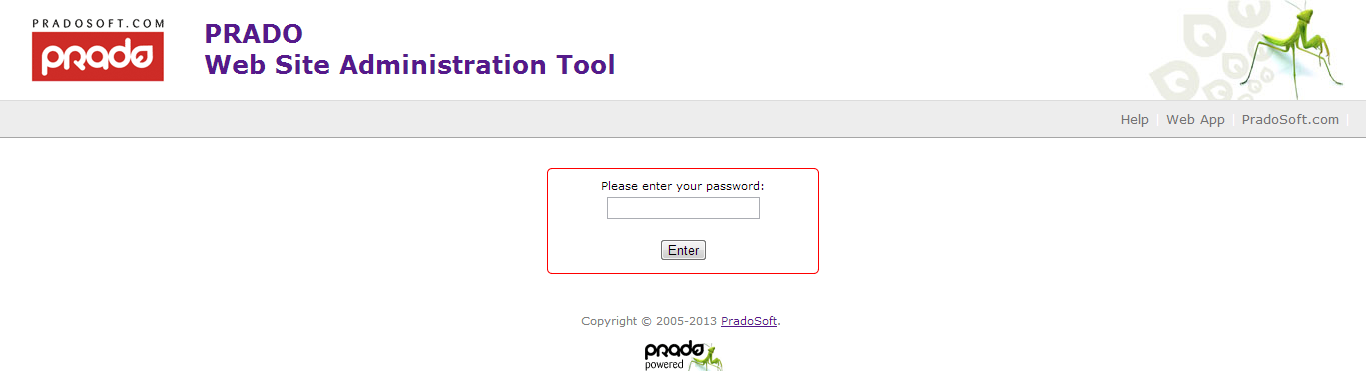 PRADOSOFT.COM
prado
PRADO
Web Site Administration Tool
Help | Web App | PradoSoft.com |
Please enter your password:
Enter
Copyright © 2005-2013 PradoSoft.
prado
powered